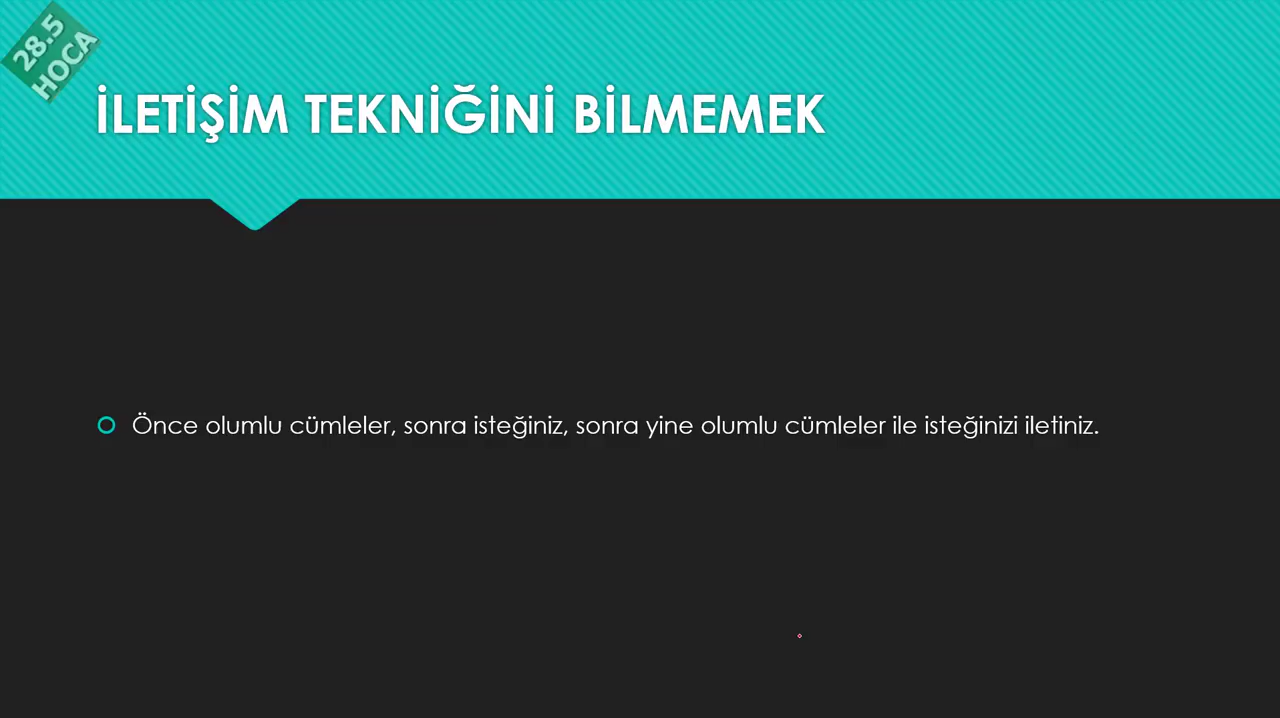 28.5
HOCA
İLETİŞİM TEKNİĞİNİ BİLMEMEK
Önce olumlu cümleler, sonra isteğiniz, sonra yine olumlu cümleler ile isteğinizi iletiniz.